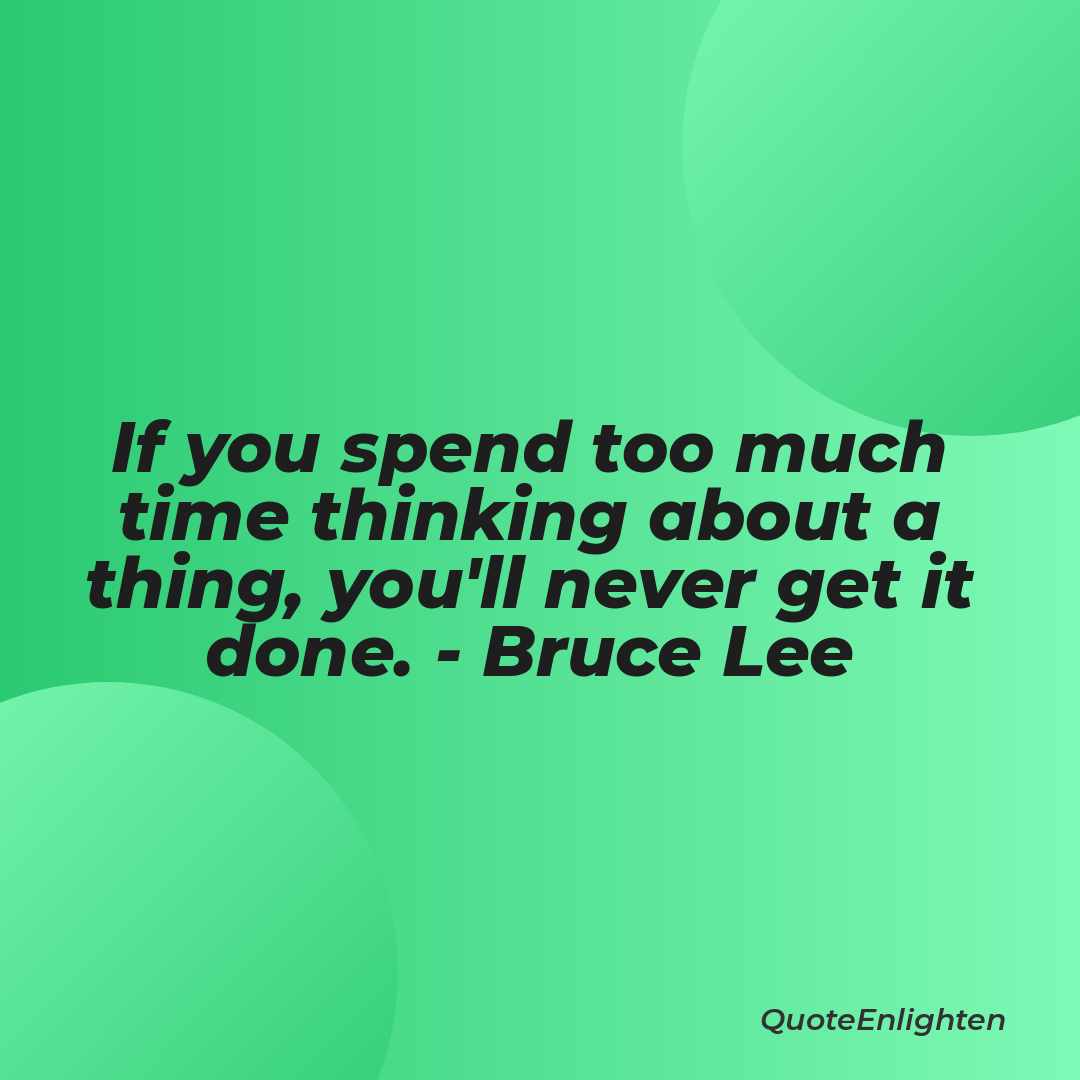 If you spend too much
time thinking about a
thing, you'll never get it
done. - Bruce Lee
QuoteEnlighten